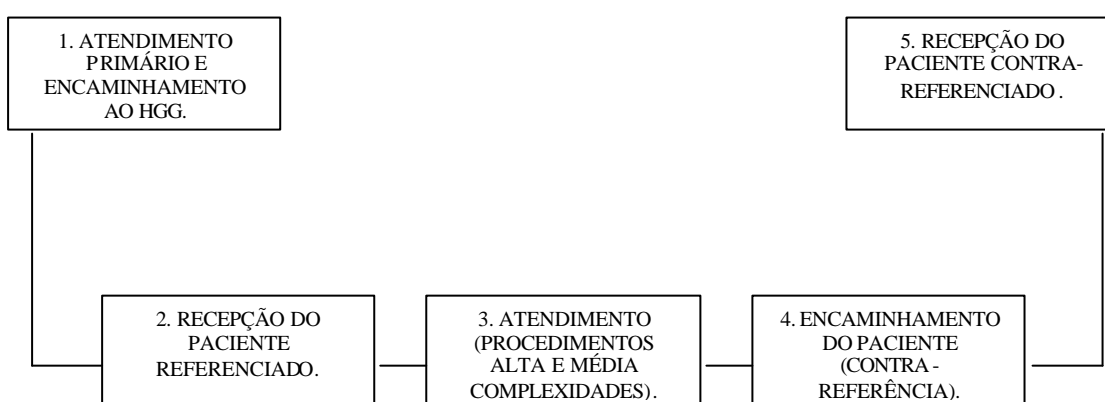 1. ATENDIMENTO
PRIMÁRIO E
ENCAMINHAMENTO
AO HGG.
5. RECEPÇÃO DO
PACIENTE CONTRA-
REFERENCIADO.
2. RECEPÇÃO DO
PACIENTE
REFERENCIADO.
3. ATENDIMENTO
(PROCEDIMENTOS
ALTA E MÉDIA
COMPLEXIDADES).
4. ENCAMINHAMENTO
DO PACIENTE
(CONTRA-
REFERÊNCIA).